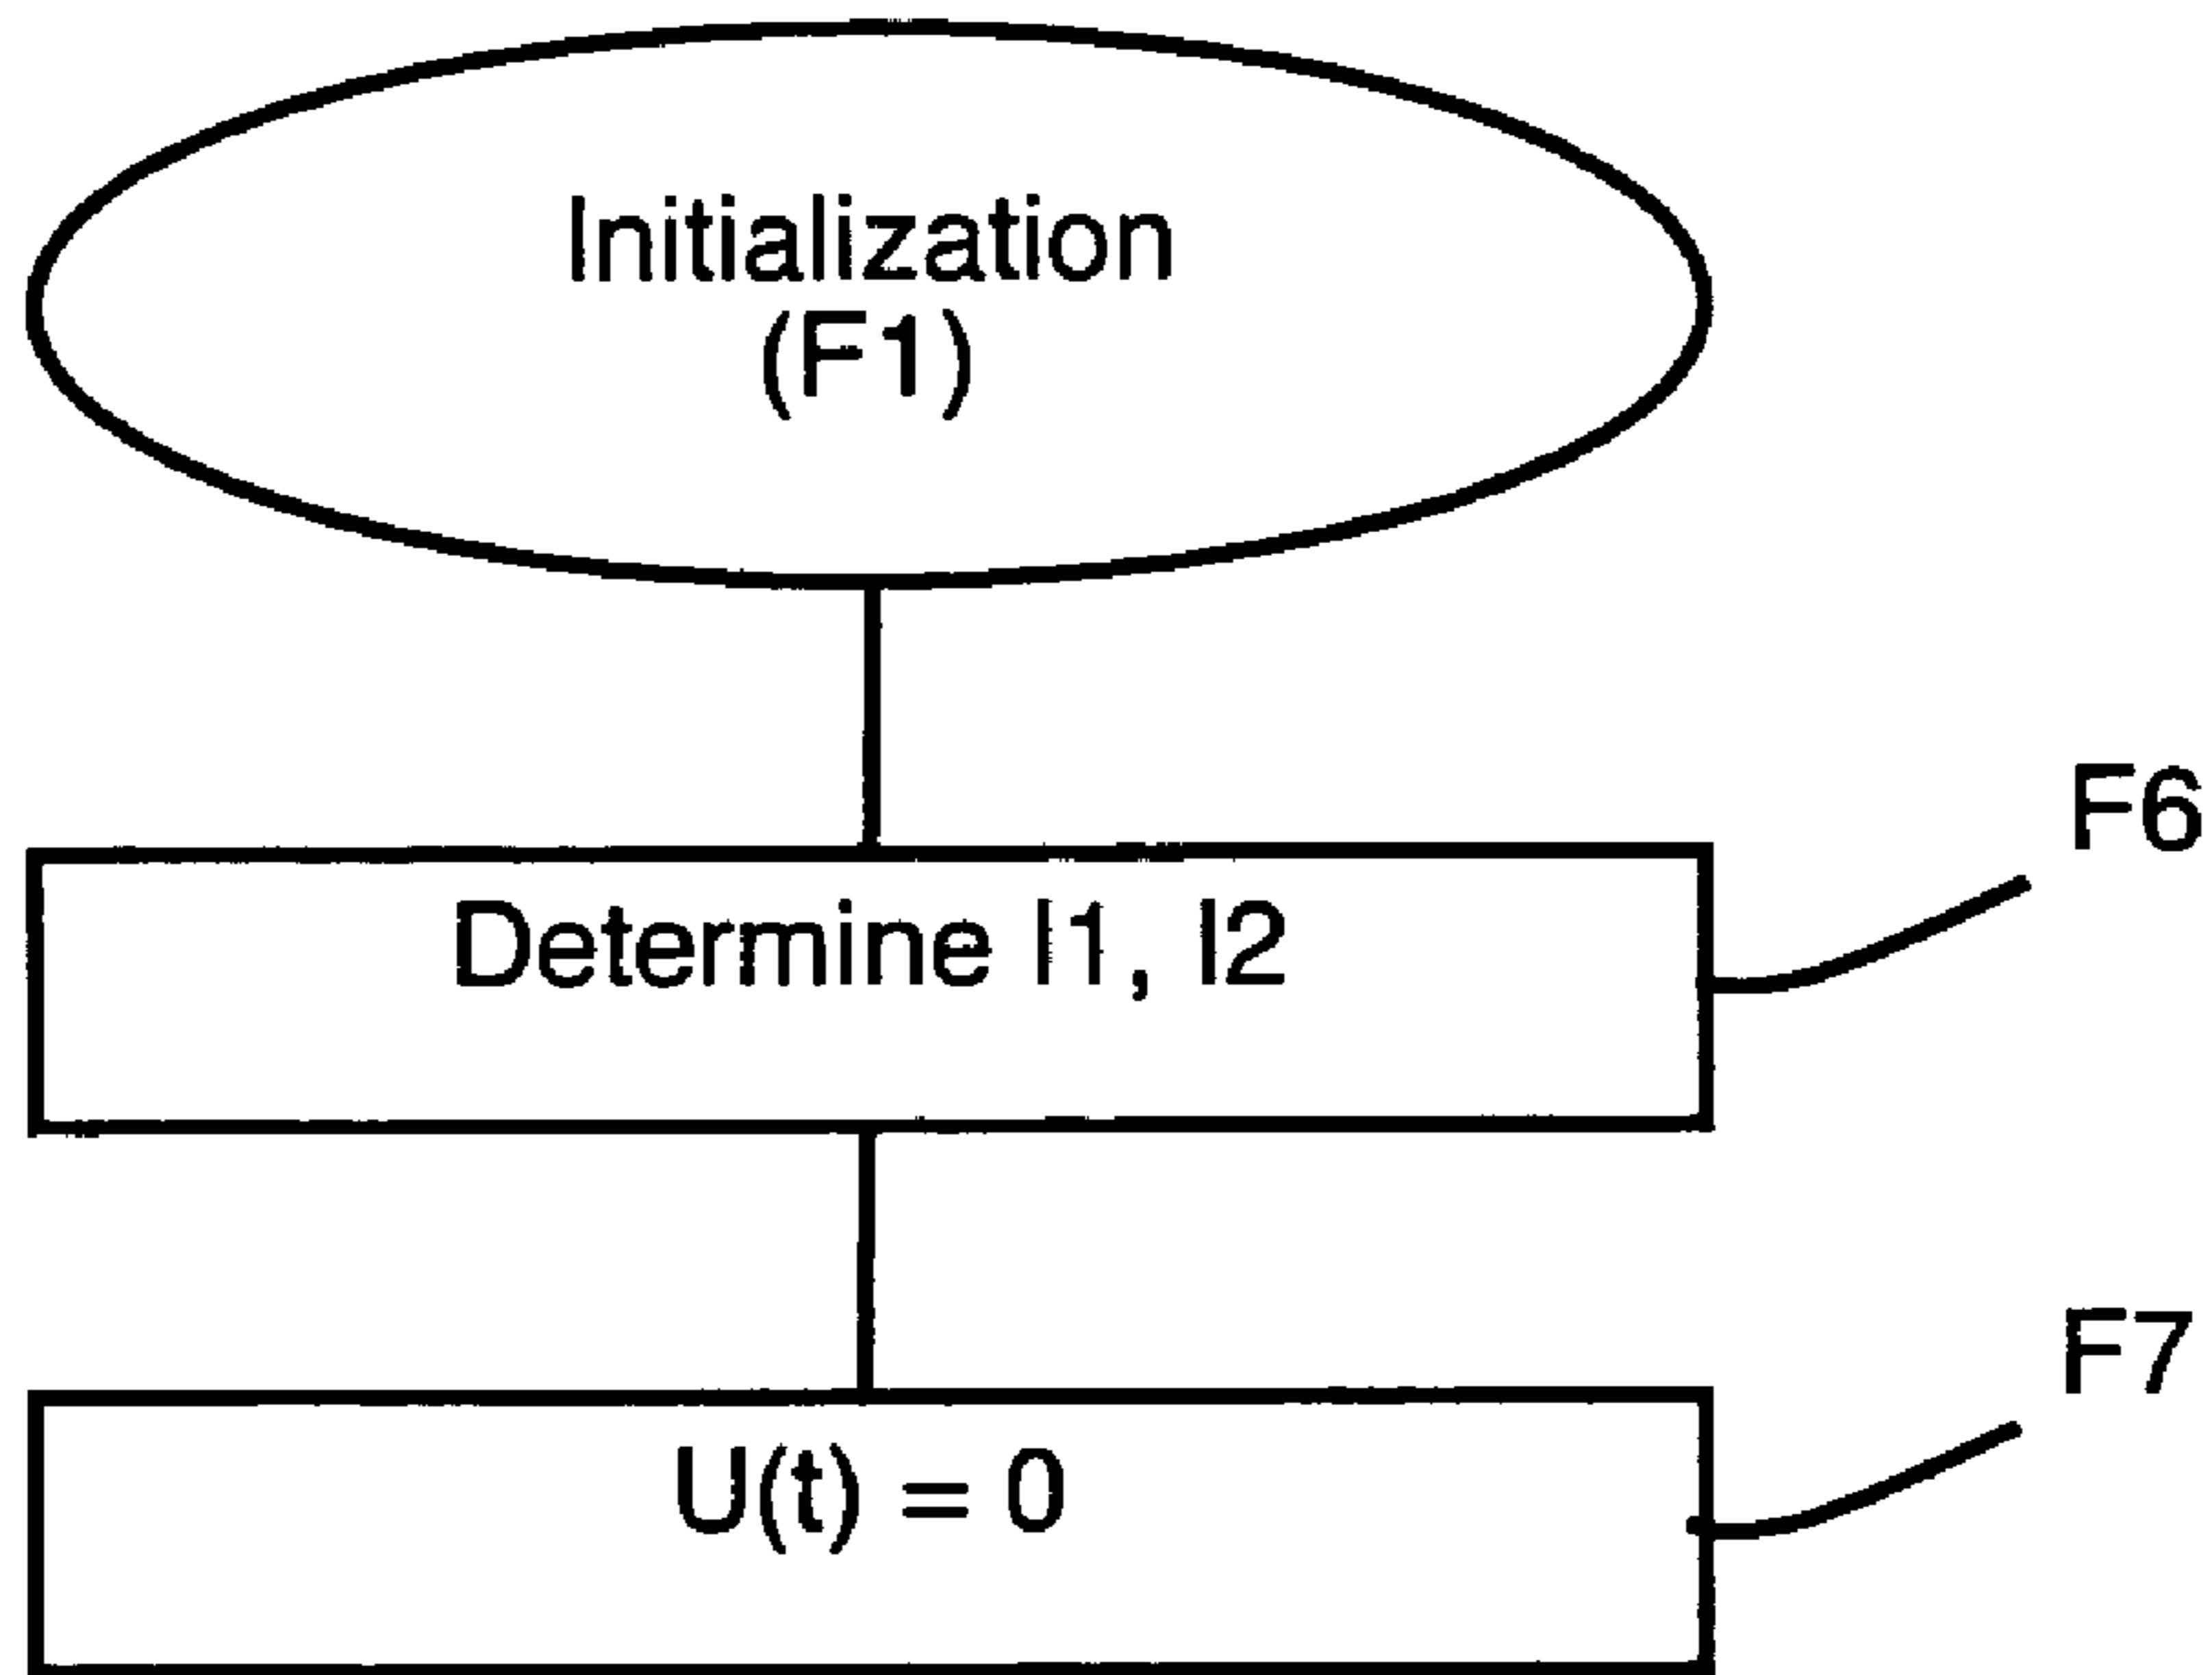 Initialization
(F1)
F6
Determine I1, I2
F7
U(t) = 0